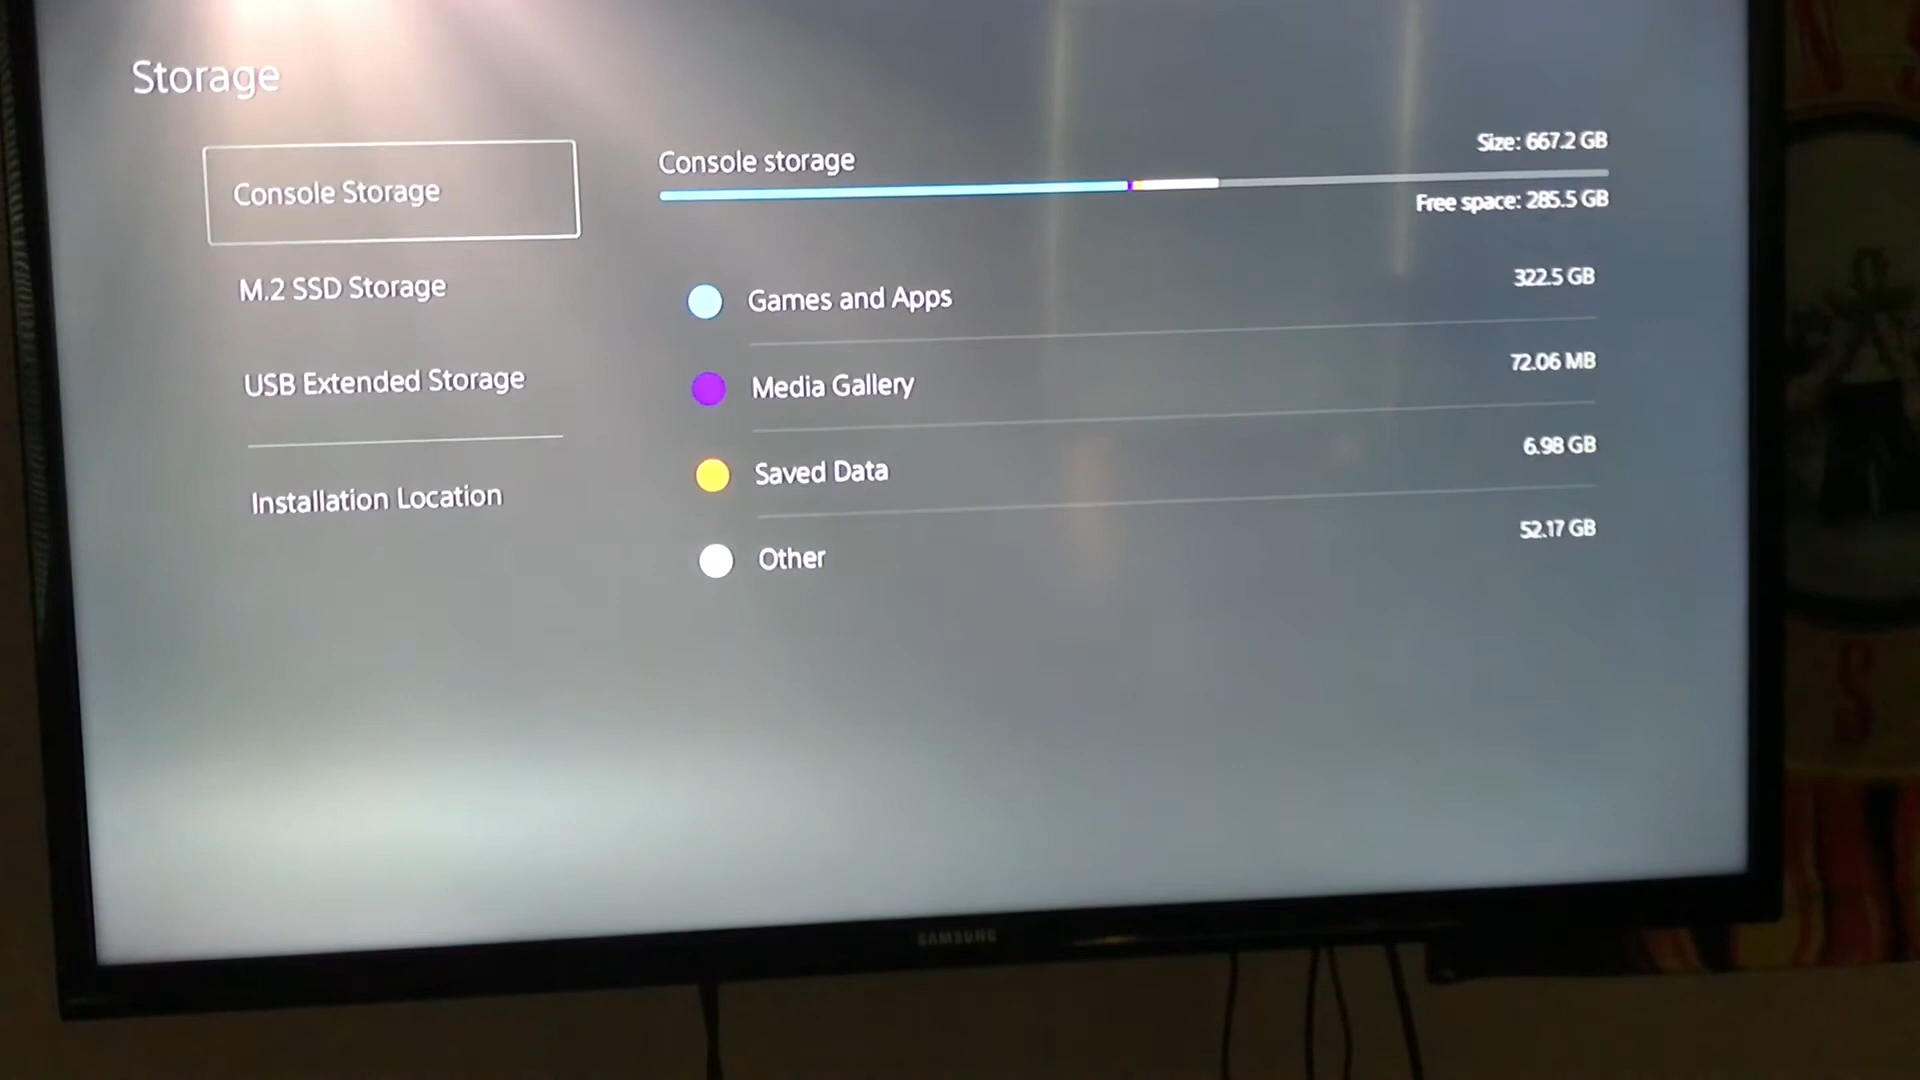 Storage
Console Storage
M.2 SSD Storage
USB Extended Storage
Installation Location
Console storage
Size: 667.2 GB
Free space: 285.5 GB
Games and Apps
322.5 GB
Media Gallery
72.06 MB
Saved Data
6.98 GB
Other
52.17 GB
SAMSUNG